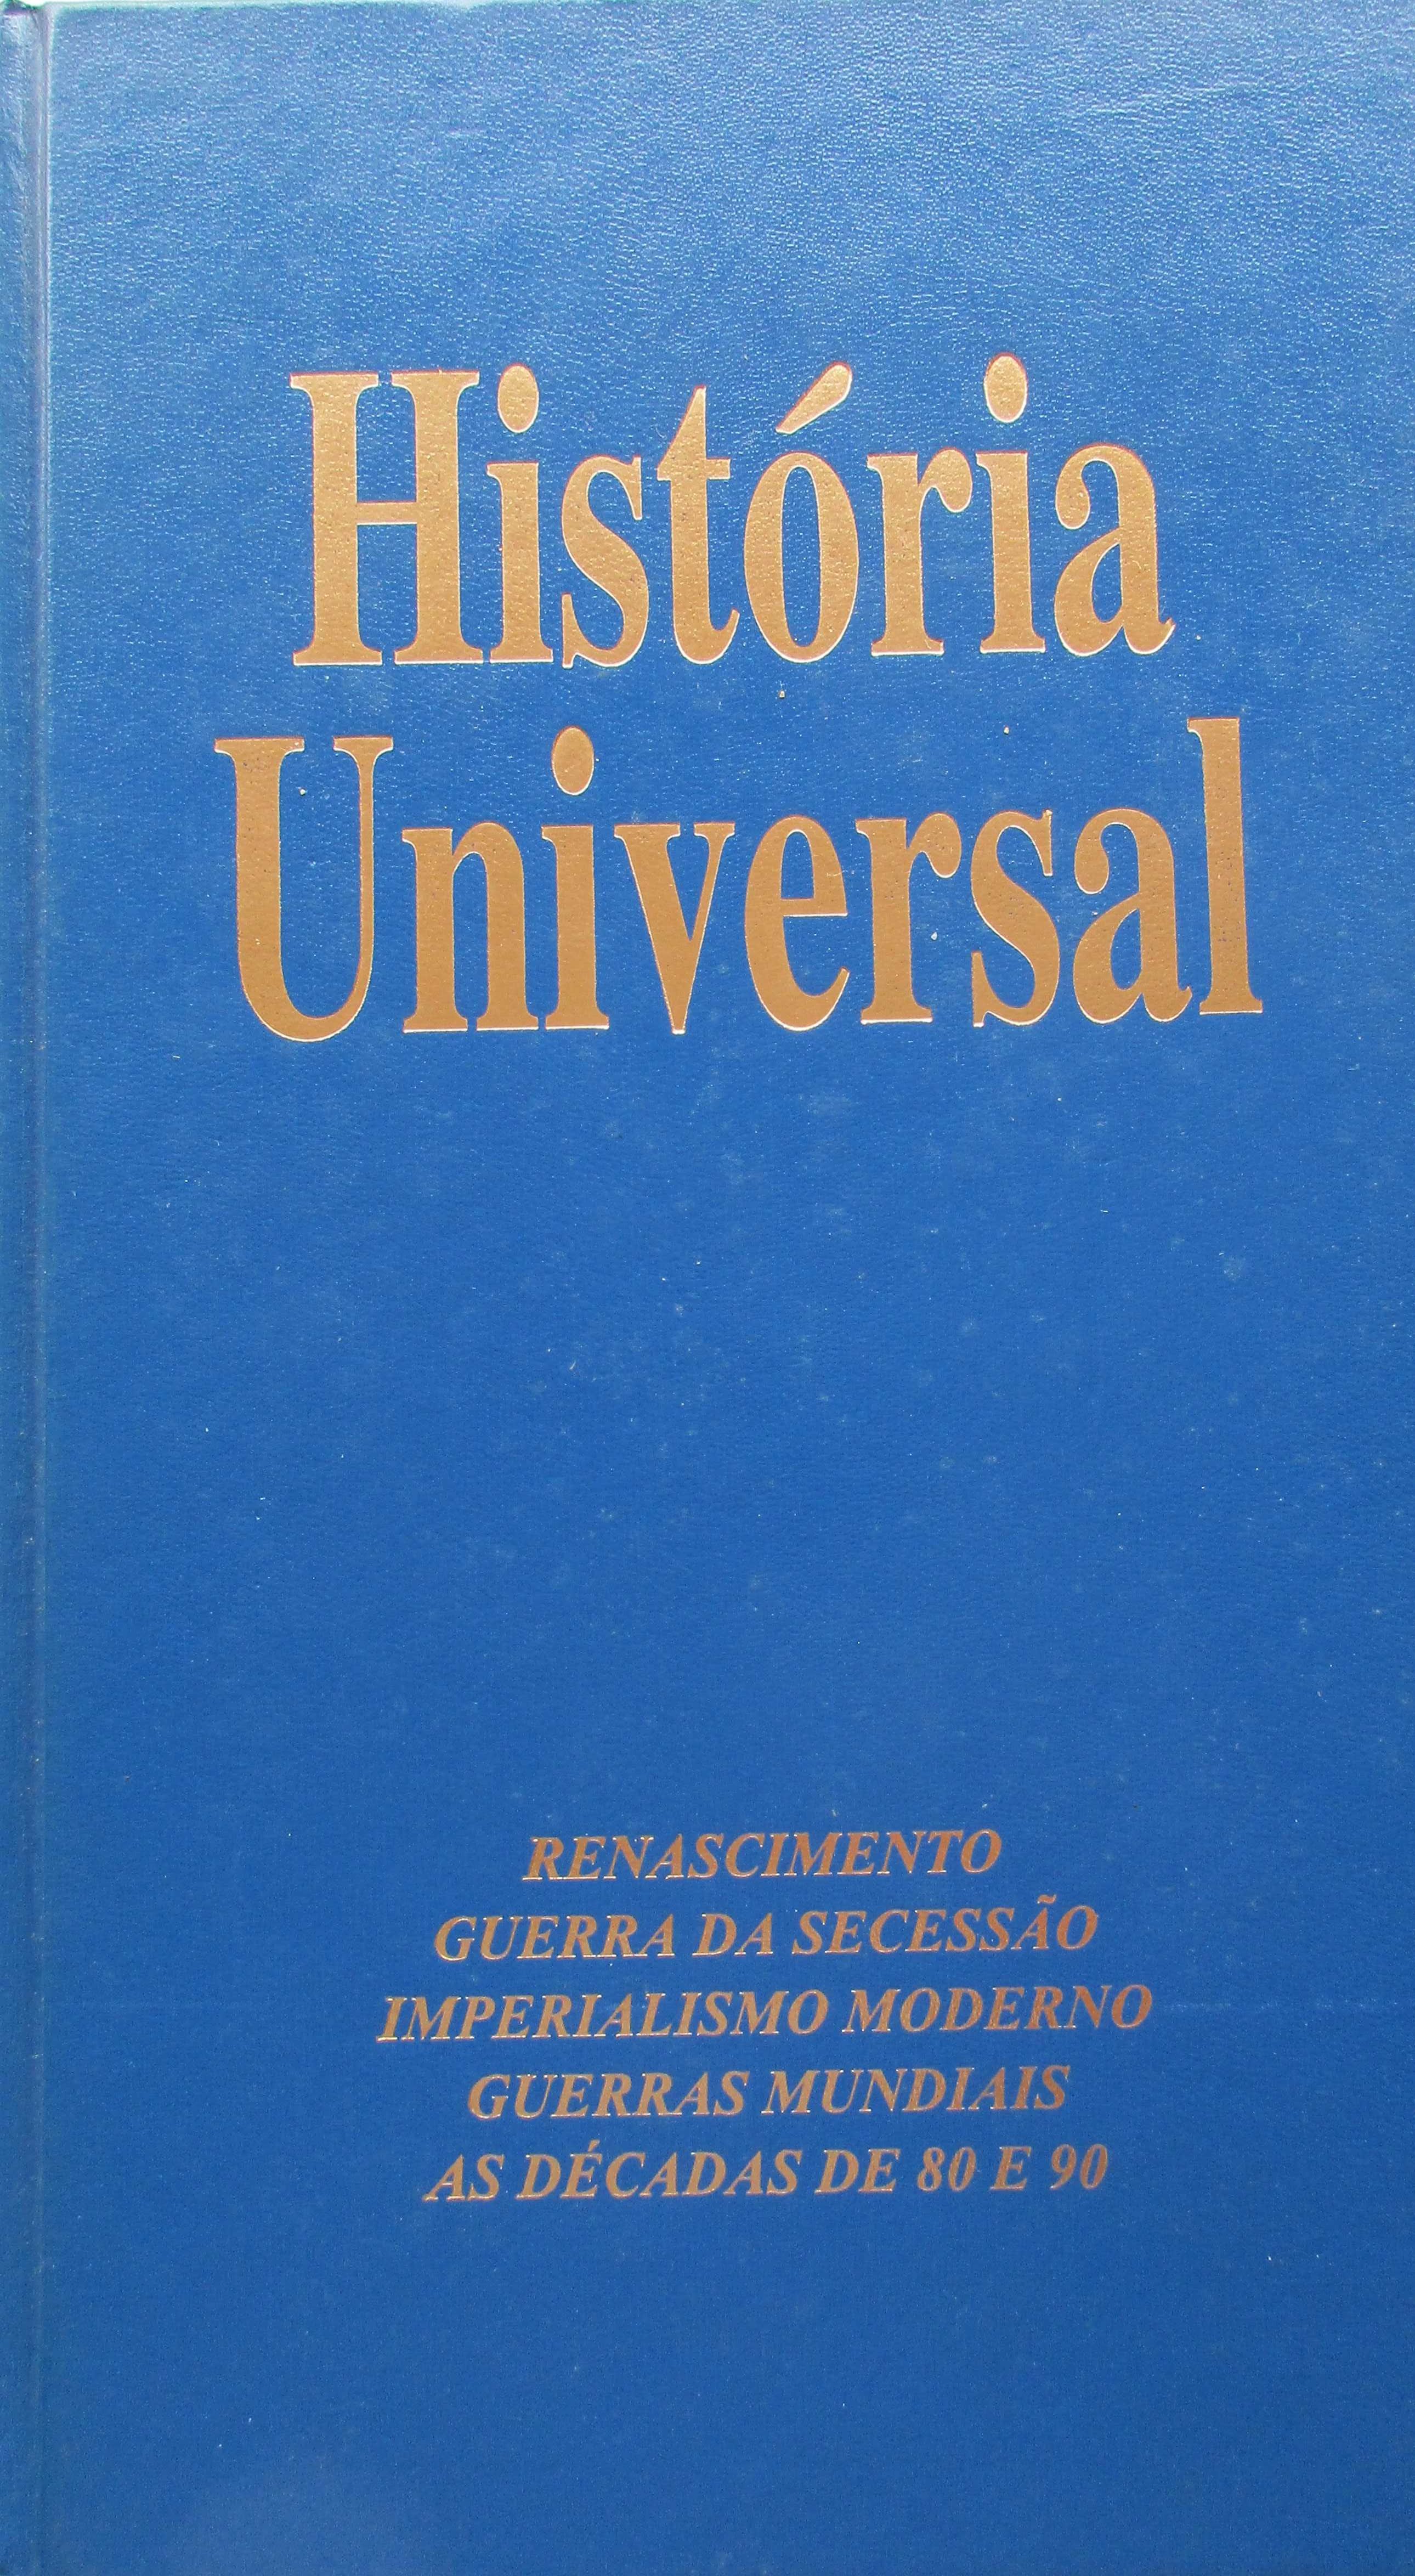 História
Universal
RENASCIMENTO
GUERRA DA SECESSÃO
IMPERIALISMO MODERNO
GUERRAS MUNDIAIS
AS DÉCADAS DE 80 E 90